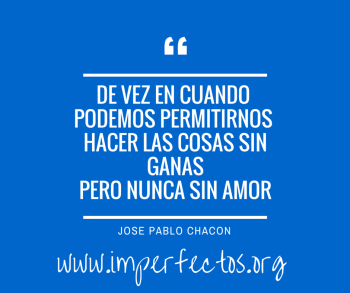 “
DE VEZ EN CUANDO
PODEMOS PERMITIRNOS
HACER LAS COSAS SIN
GANAS
PERO NUNCA SIN AMOR
JOSE PABLO CHACON
www.imperfectos.org